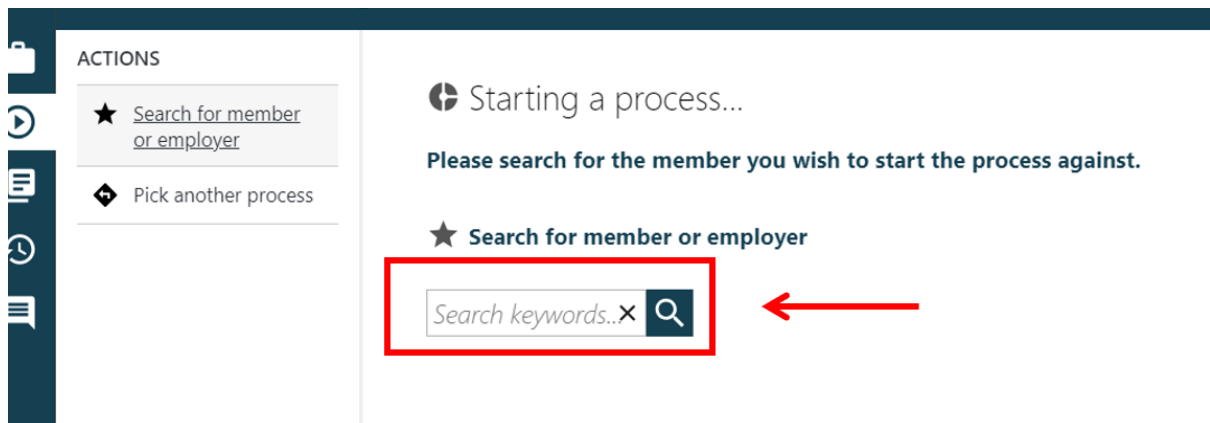 ACTIONS
Search for member
or employer
Pick another process
Starting a process...
Please search for the member you wish to start the process against.
Search for member or employer
Search keywords...